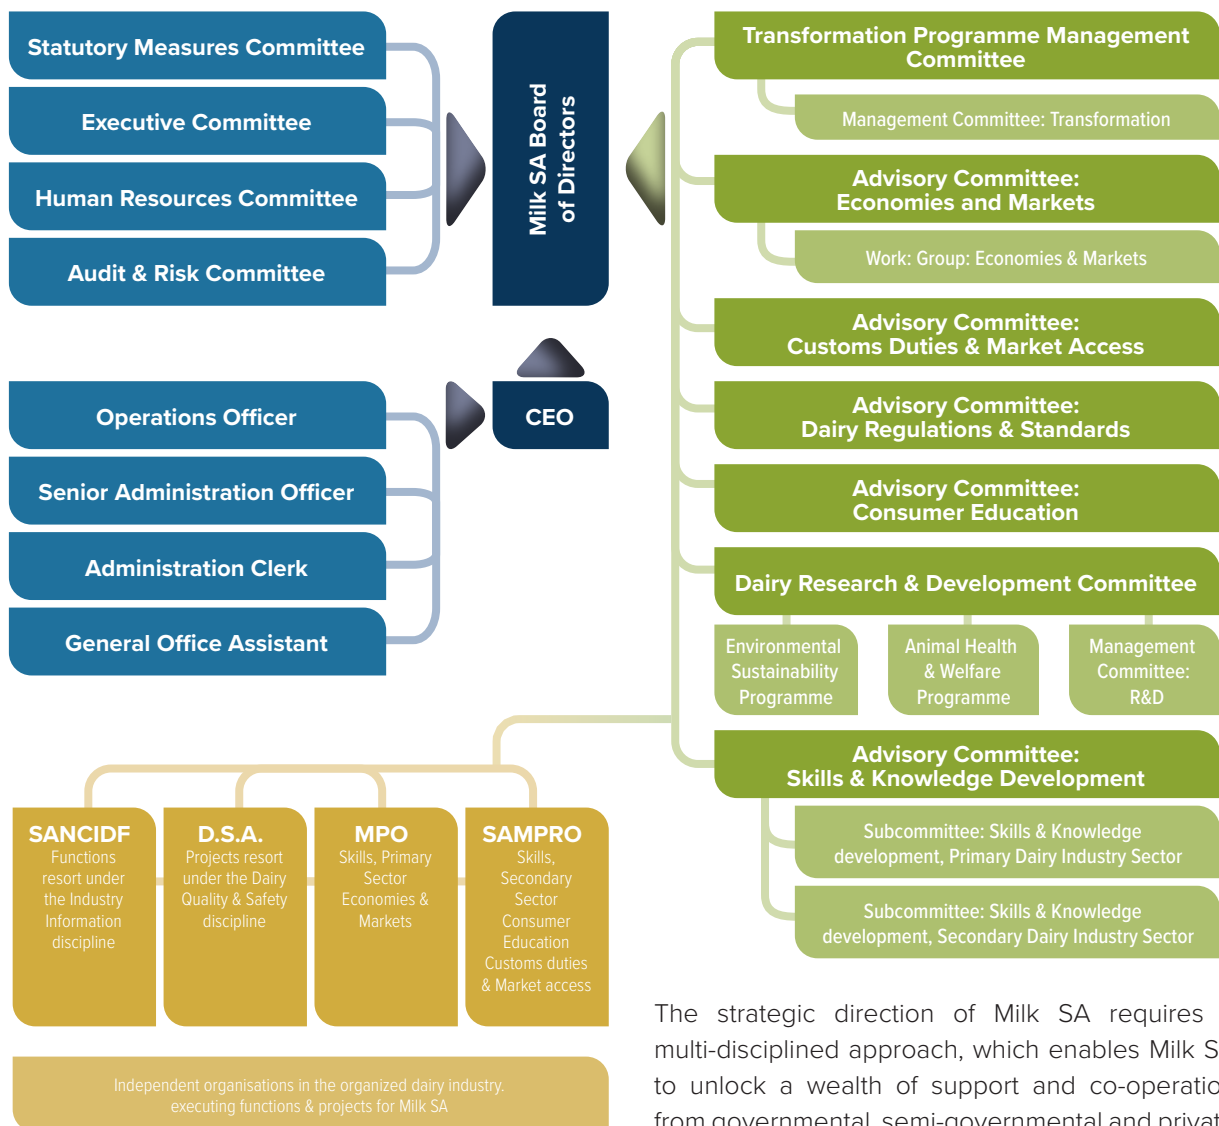 Statutory Measures Committee
Executive Committee
Human Resources Committee
Audit & Risk Committee
Milk SA Board
of Directors
Operations Officer
Senior Administration Officer
Administration Clerk
General Office Assistant
CEO
Transformation Programme Management
Committee
Management Committee: Transformation
Advisory Committee:
Economies and Markets
Work: Group: Economies & Markets
Advisory Committee:
Customs Duties & Market Access
Advisory Committee:
Dairy Regulations & Standards
Advisory Committee:
Consumer Education
Dairy Research & Development Committee
Environmental
Sustainability
Programme
Animal Health
& Welfare
Programme
Management
Committee:
R&D
Advisory Committee:
Skills & Knowledge Development
Subcommittee: Skills & Knowledge
development, Primary Dairy Industry Sector
Subcommittee: Skills & Knowledge
development, Secondary Dairy Industry Sector
SANCIDF
Functions
resort under
the Industry
Information
discipline
D.S.A.
Projects resort
under the Dairy
Quality & Safety
discipline
MPO
Skills, Primary
Sector
Economies &
Markets
SAMPRO
Skills,
Secondary
Sector
Consumer
Education
Customs duties
& Market access
Independent organisations in the organized dairy industry.
executing functions & projects for Milk SA
The strategic direction of Milk SA requires
multi-disciplined approach, which enables Milk S
to unlock a wealth of support and co-operatio
from governmental, semi-governmental and privat